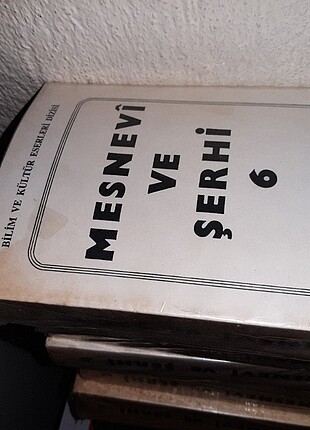 BİLİM VE KÜLTÜR ESERLERİ DİZİSİ
MESNEVÎ
VE
ŞERHİ
6